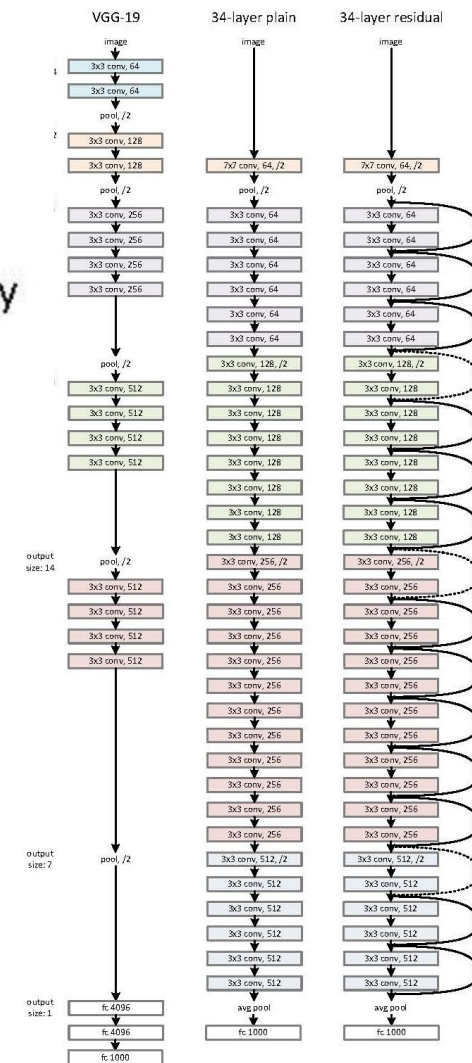 VGG-19
image
3x3 conv, 64
3x3 conv, 64
pool, /2
3x3 conv, 128
3x3 conv, 128
pool, /2
3x3 conv, 256
3x3 conv, 256
3x3 conv, 256
3x3 conv, 256
pool, /2
3x3 conv, 512
3x3 conv, 512
3x3 conv, 512
3x3 conv, 512
output
size: 14
pool, /2
3x3 conv, 512
3x3 conv, 512
3x3 conv, 512
3x3 conv, 512
output
size: 7
pool, /2
output
size: 1
fc 4096
fc 4096
fc 1000
34-layer plain
image
7x7 conv, 64, /2
pool, /2
3x3 conv, 64
3x3 conv, 64
3x3 conv, 64
3x3 conv, 64
3x3 conv, 64
3x3 conv, 64
3x3 conv, 128, /2
3x3 conv, 128
3x3 conv, 128
3x3 conv, 128
3x3 conv, 128
3x3 conv, 128
3x3 conv, 128
3x3 conv, 128
3x3 conv, 256, /2
3x3 conv, 256
3x3 conv, 256
3x3 conv, 256
3x3 conv, 256
3x3 conv, 256
3x3 conv, 256
3x3 conv, 256
3x3 conv, 256
3x3 conv, 256
3x3 conv, 256
3x3 conv, 256
3x3 conv, 512, /2
3x3 conv, 512
3x3 conv, 512
3x3 conv, 512
3x3 conv, 512
3x3 conv, 512
avg pool
fc 1000
34-layer residual
image
7x7 conv, 64, /2
pool, /2
3x3 conv, 64
3x3 conv, 64
3x3 conv, 64
3x3 conv, 64
3x3 conv, 64
3x3 conv, 64
3x3 conv, 128, /2
3x3 conv, 128
3x3 conv, 128
3x3 conv, 128
3x3 conv, 128
3x3 conv, 128
3x3 conv, 128
3x3 conv, 128
3x3 conv, 256, /2
3x3 conv, 256
3x3 conv, 256
3x3 conv, 256
3x3 conv, 256
3x3 conv, 256
3x3 conv, 256
3x3 conv, 256
3x3 conv, 256
3x3 conv, 256
3x3 conv, 256
3x3 conv, 256
3x3 conv, 512, /2
3x3 conv, 512
3x3 conv, 512
3x3 conv, 512
3x3 conv, 512
3x3 conv, 512
avg pool
fc 1000
y